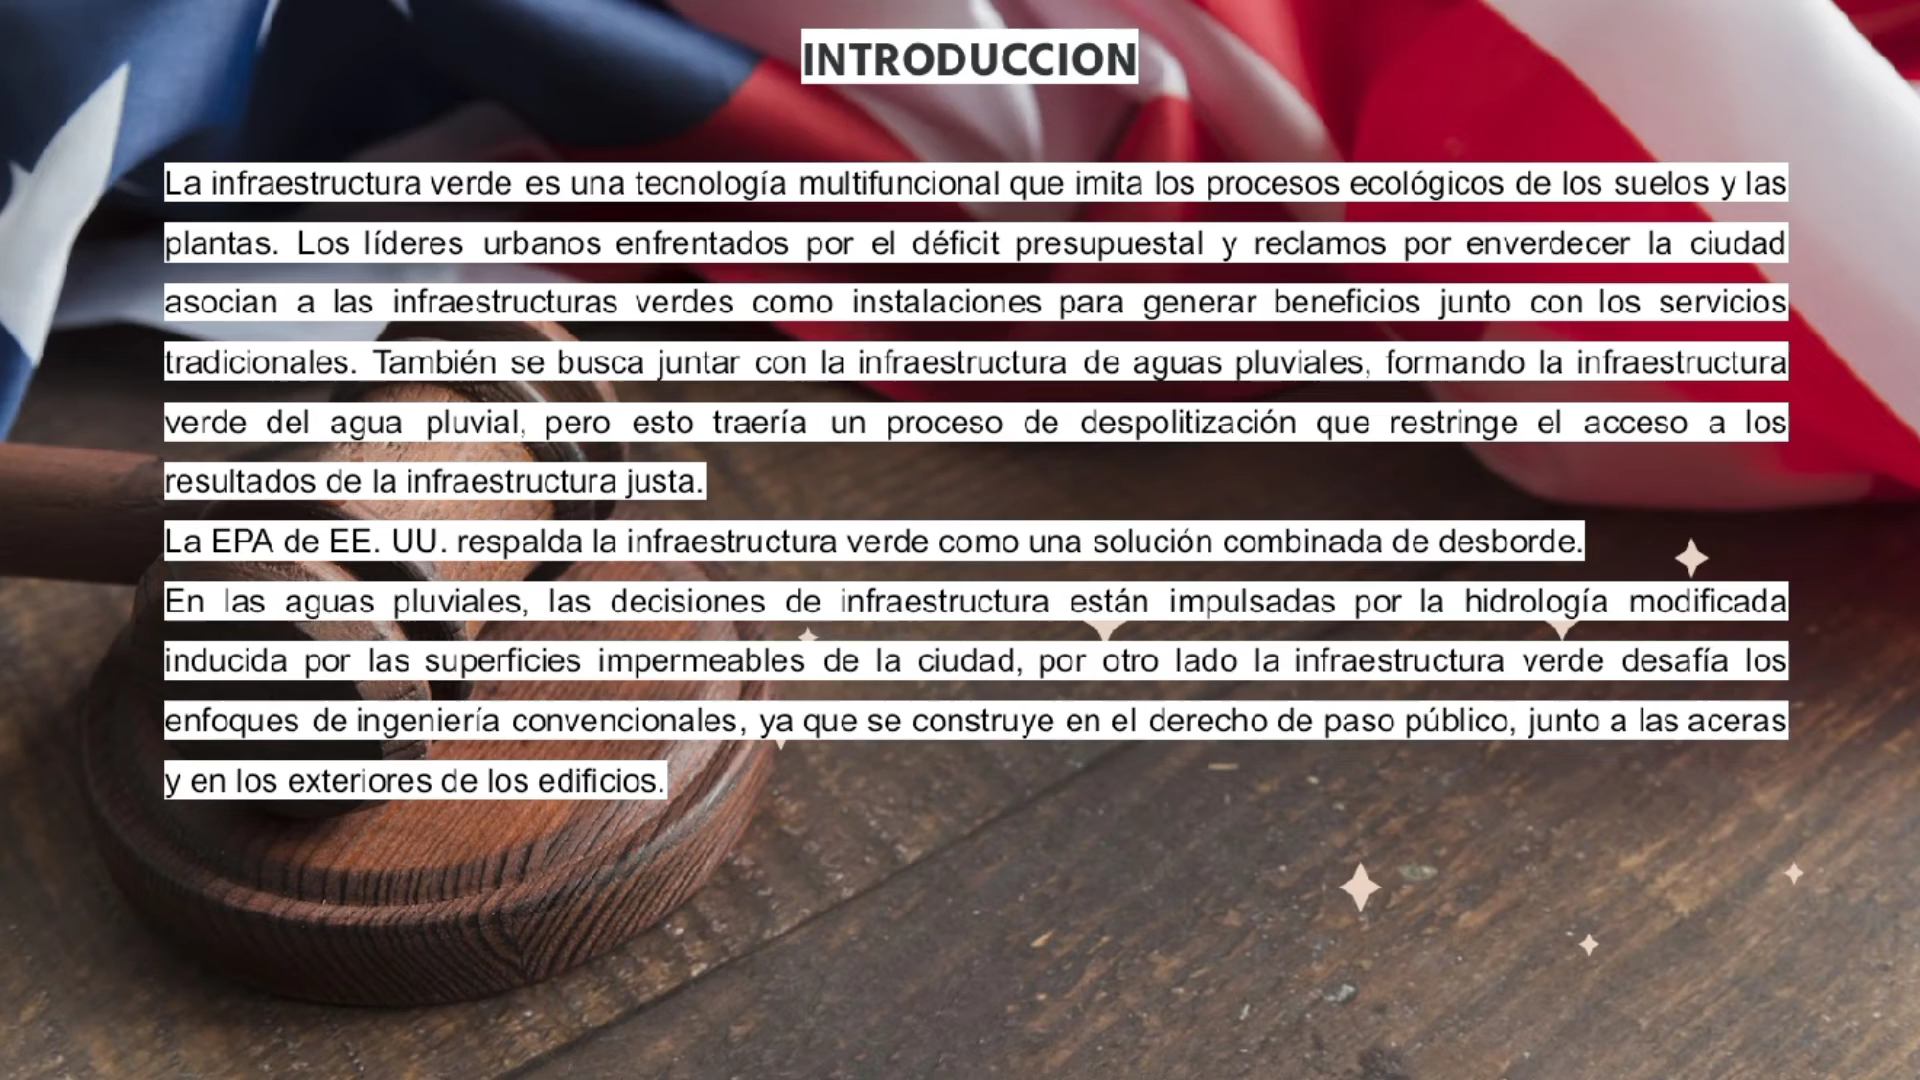 INTRODUCCION
La infraestructura verde es una tecnología multifuncional que imita los procesos ecológicos de los suelos y las
plantas. Los líderes urbanos enfrentados por el déficit presupuestal y reclamos por enverdecer la ciudad
asocian a las infraestructuras verdes como instalaciones para generar beneficios junto con los servicios
tradicionales. También se busca juntar con la infraestructura de aguas pluviales, formando la infraestructura
verde del agua pluvial, pero esto traería un proceso de despolitización que restringe el acceso a los
resultados de la infraestructura justa.
La EPA de EE. UU. respalda la infraestructura verde como una solución combinada de desborde.
En las aguas pluviales, las decisiones de infraestructura están impulsadas por la hidrología modificada
inducida por las superficies impermeables de la ciudad, por otro lado la infraestructura verde desafía los
enfoques de ingeniería convencionales, ya que se construye en el derecho de paso público, junto a las aceras
y en los exteriores de los edificios.